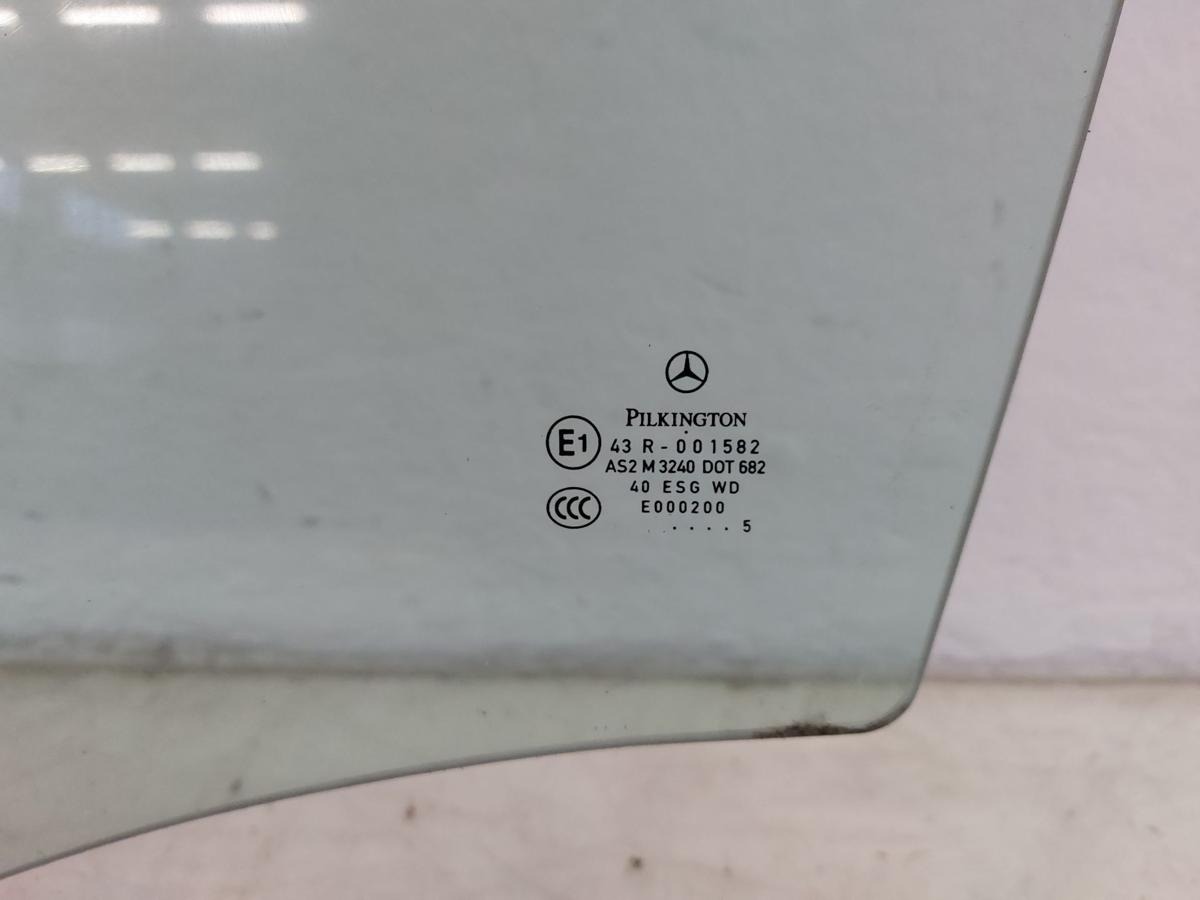 PILKINGTON
E1
43 R - 001582
AS2 M 3240 DOT 682
40 ESG WD
CCC
E000200
. . . . 5